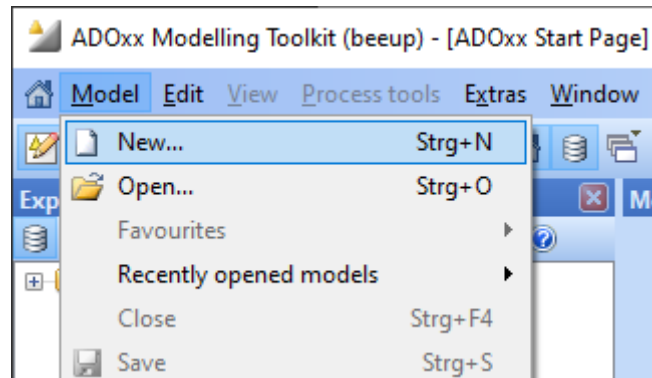 ADOxx Modelling Toolkit (beeup) - [ADOxx Start Page]
Model Edit View Process tools Extras Window
New... Strg+N
Open... Strg+O
Exp
Favourites
Recently opened models
Close Strg+F4
Save Strg+S